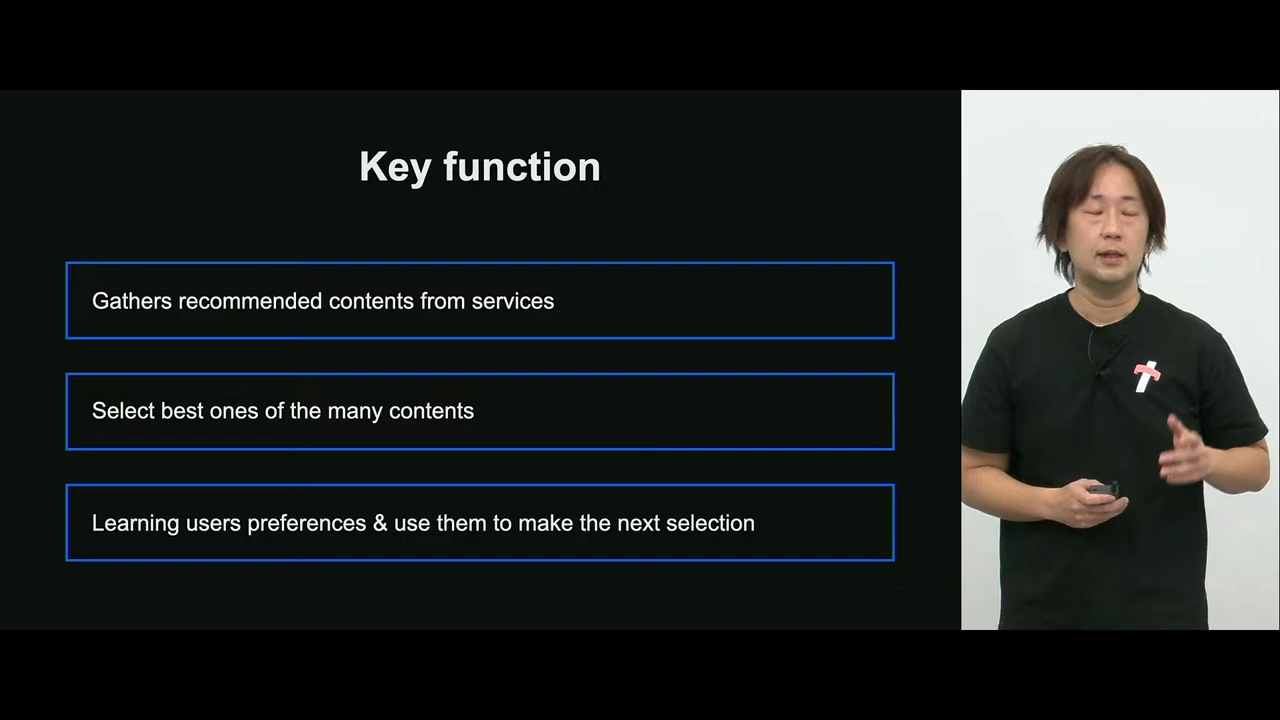 Key function
Gathers recommended contents from services
Select best ones of the many contents
Learning users preferences & use them to make the next selection